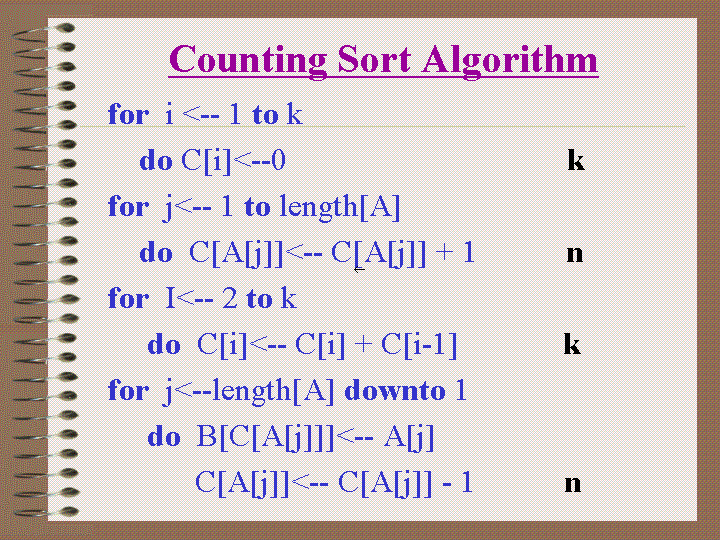 Counting Sort Algorithm
for i <-- 1 to k
do C[i]<--0 k
for j<-- 1 to length[A]
do C[A[j]]<-- C[A[j]] + 1 n
←
for I<-- 2 to k
do C[i]<-- C[i] + C[i-1] k
for j<--length[A] downto 1
do B[C[A[j]]]<-- A[j]
C[A[j]]<-- C[A[j]] - 1 n